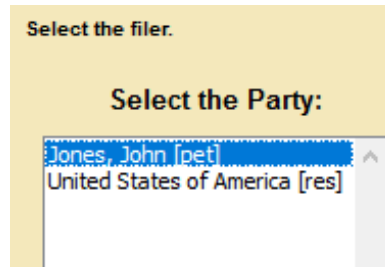 Select the filer.
Select the Party:
Jones, John [pet]
United States of America [res]